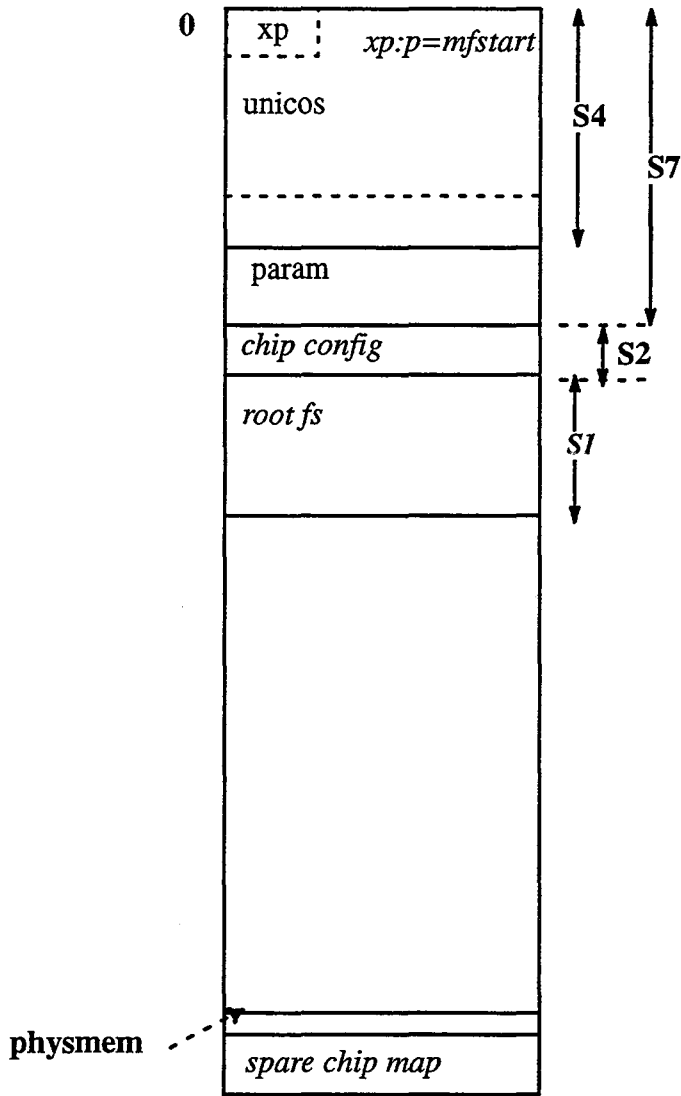 0
xp
xp:p=mfstart
unicos
S4
S7
param
chip config
S2
root fs
S1
physmem
spare chip map